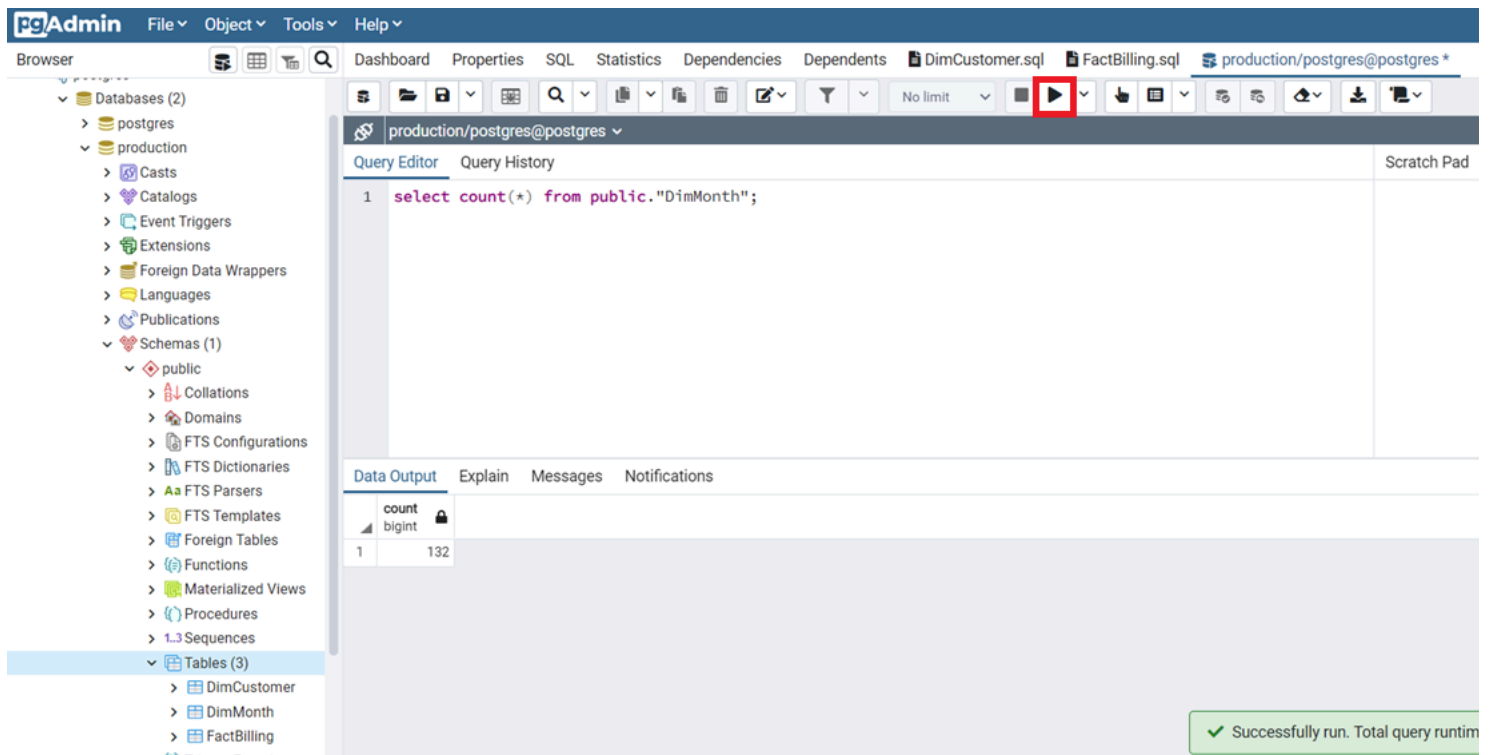 pgAdmin File Object Tools Help
Browser
Dashboard Properties SQL Statistics Dependencies Dependents DimCustomer.sql FactBilling.sql production/postgres@postgres *
Databases (2)
postgres
production
Casts
Catalogs
Event Triggers
Extensions
Foreign Data Wrappers
Languages
Publications
Schemas (1)
public
Collations
Domains
FTS Configurations
FTS Dictionaries
Aa FTS Parsers
FTS Templates
Foreign Tables
Functions
Materialized Views
Procedures
1..3 Sequences
Tables (3)
DimCustomer
DimMonth
FactBilling
No limit
production/postgres@postgres
Query Editor Query History Scratch Pad
1 select count(*) from public."DimMonth";
Data Output Explain Messages Notifications
count
bigint
1 132
Successfully run. Total query runtim